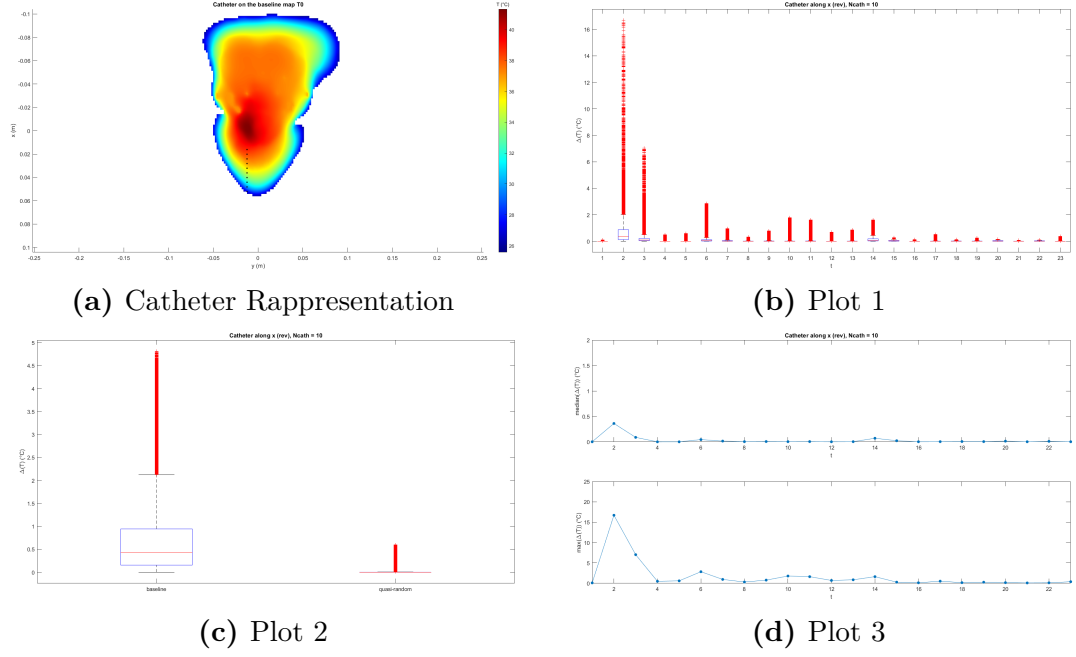 Catheter on the baseline map T0
T (°C)
-0.1
-0.08
-0.06
-0.04
-0.02
0
0.02
0.04
0.06
0.08
0.1
x (m)
40
38
36
34
32
30
28
26
-0.25 -0.2 -0.15 -0.1 -0.05 0 0.05 0.1 0.15 0.2 0.25
y (m)
(a) Catheter Rappresentation
Catheter along x (rev), Ncath = 10
16
14
12
10
8
6
4
2
0
Δ(T) (°C)
1 2 3 4 5 6 7 8 9 10 11 12 13 14 15 16 17 18 19 20 21 22 23
t
(b) Plot 1
Catheter along x (rev), Ncath = 10
5
4.5
4
3.5
3
2.5
2
1.5
1
0.5
0
Δ(T) (°C)
baseline quasi-random
(c) Plot 2
Catheter along x (rev), Ncath = 10
2
1.5
1
0.5
0
median(Δ(T)) (°C)
2 4 6 8 10 12 14 16 18 20 22
t
25
20
15
10
5
0
max(Δ(T)) (°C)
2 4 6 8 10 12 14 16 18 20 22
t
(d) Plot 3